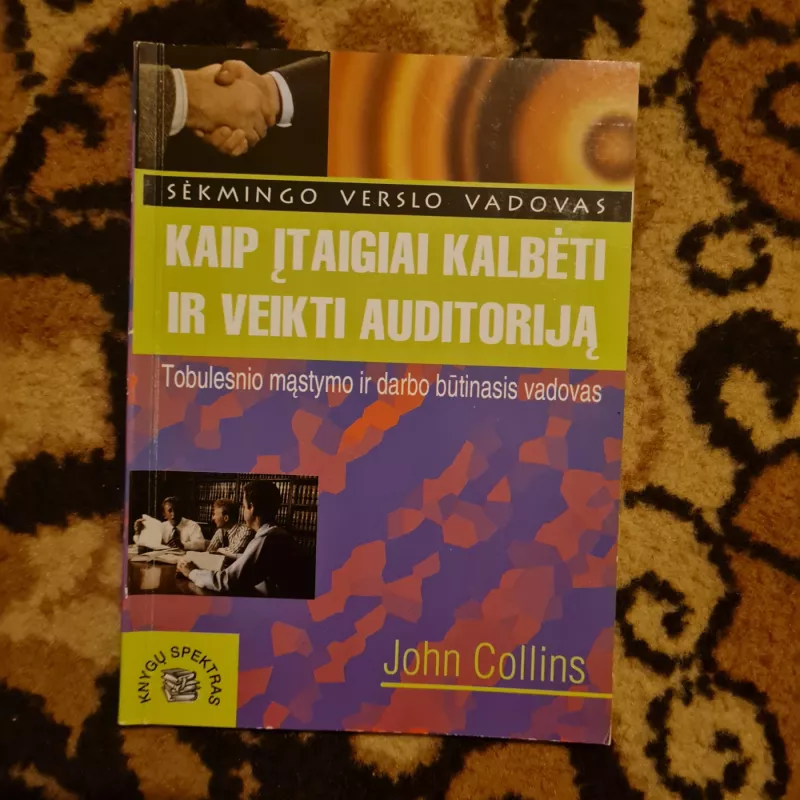 SĖKMINGO VERSLO VADOVAS
KAIP ĮTAIGIAI KALBĖTI
IR VEIKTI AUDITORIJĄ
Tobulesnio mąstymo ir darbo būtinasis vadovas
John Collins
KNYGŲ SPEKTRAS